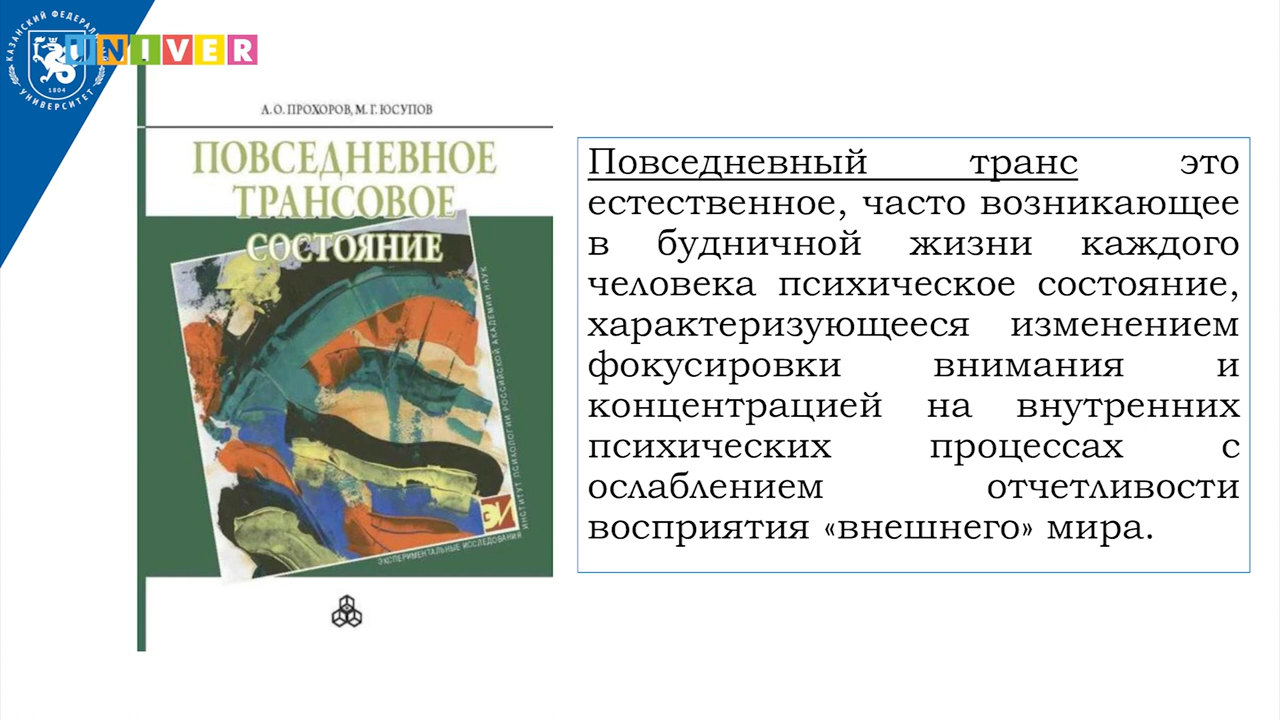 КАЗАНСКИЙ ФЕДЕРАЛЬНЫЙ
УНИВЕРСИТЕТ
1804
UNIVER
А. О. ПРОХОРОВ, М. Г. ЮСУПОВ
ПОВСЕДНЕВНОЕ
ТРАНСОВОЕ
СОСТОЯНИЕ
ИНСТИТУТ ПСИХОЛОГИИ РОССИЙСКОЙ АКАДЕМИИ НАУК
ЭКСПЕРИМЕНТАЛЬНЫЕ ИССЛЕДОВАНИЯ
Повседневный транс это
естественное, часто возникающее
в будничной жизни каждого
человека психическое состояние,
характеризующееся изменением
фокусировки внимания и
концентрацией на внутренних
психических процессах с
ослаблением отчетливости
восприятия «внешнего» мира.